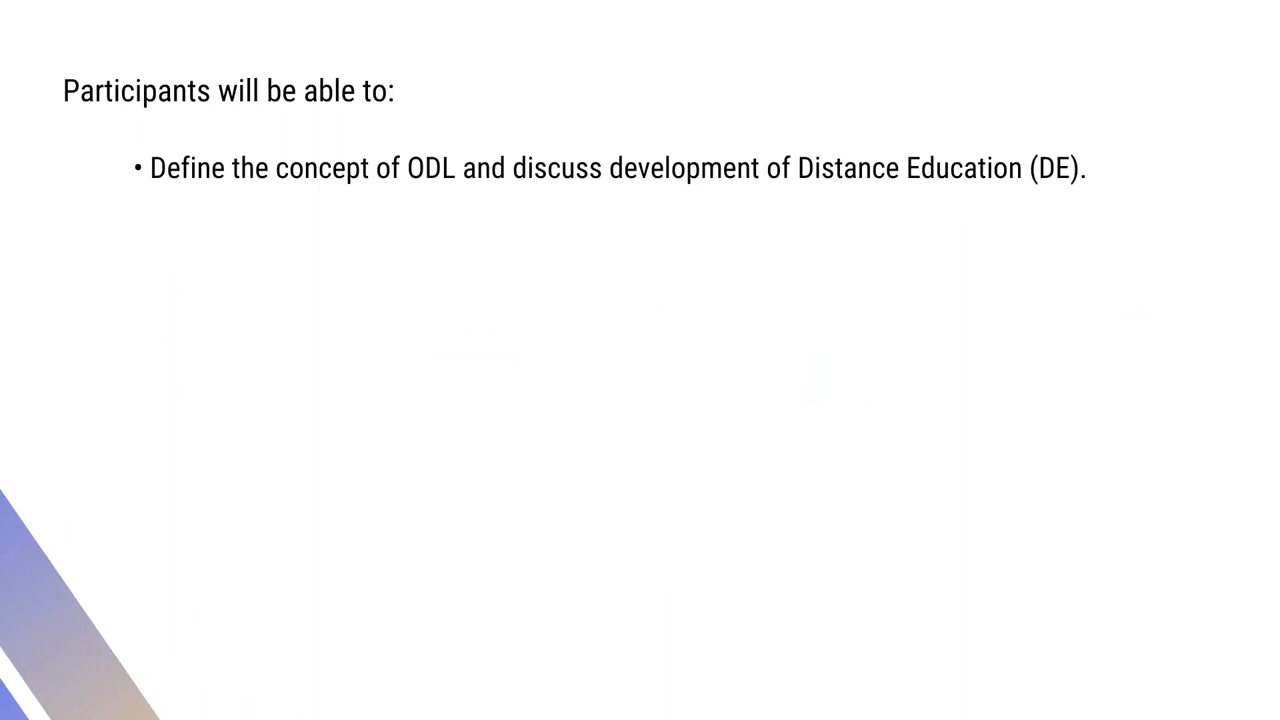 Participants will be able to:
• Define the concept of ODL and discuss development of Distance Education (DE).